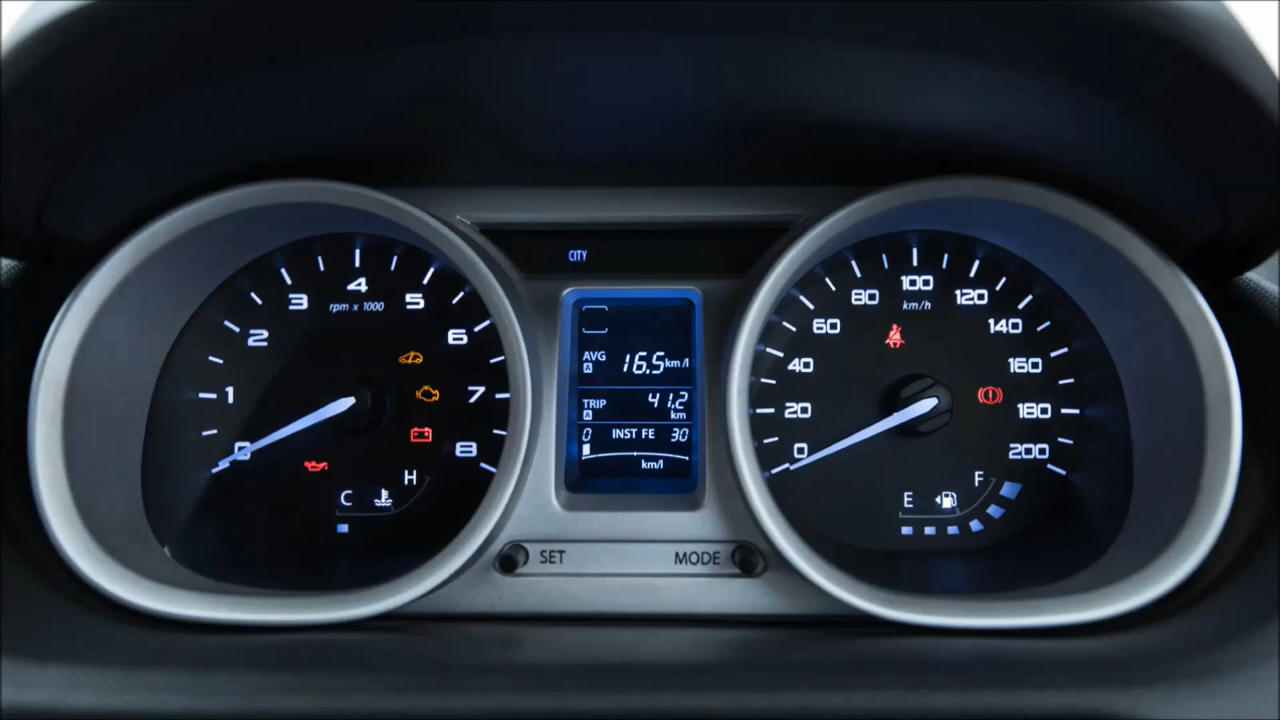 CITY
0
1
2
3
4
5
6
7
8
rpm x 1000
C
H
AVG
A
16.5 km/l
TRIP
A
41.2
km
0 INST FE 30
km/l
SET
MODE
0
20
40
60
80
100
120
140
160
180
200
km/h
E
F